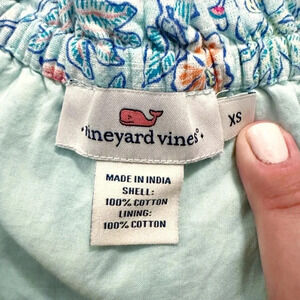 vineyard vines®
XS
MADE IN INDIA
SHELL:
100% COTTON
LINING:
100% COTTON